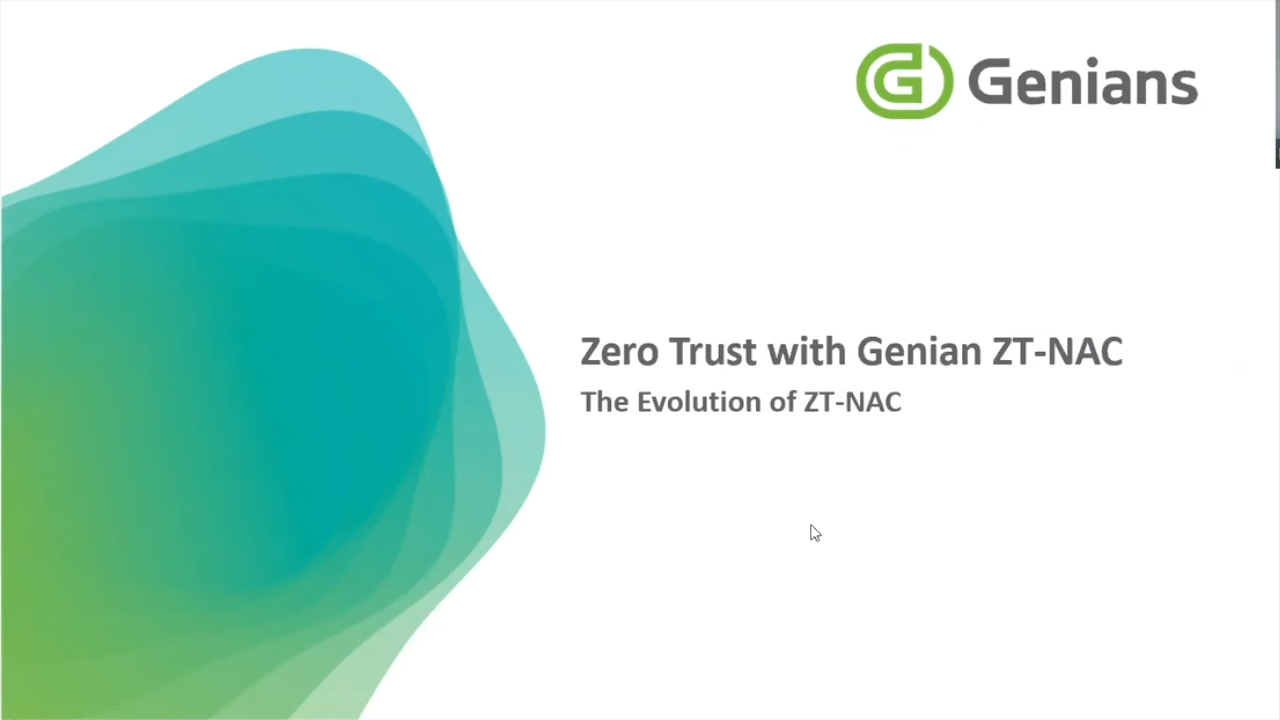 Genians
Zero Trust with Genian ZT-NAC
The Evolution of ZT-NAC